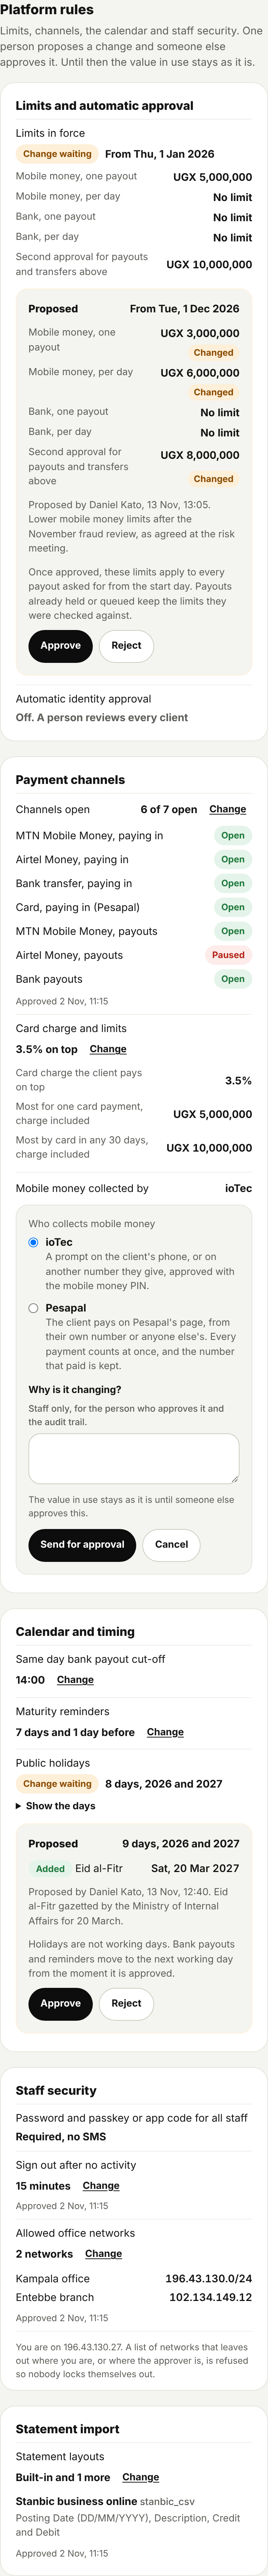 Platform rules
Limits, channels, the calendar and staff security. One
person proposes a change and someone else
approves it. Until then the value in use stays as it is.
Limits and automatic approval
Limits in force
Change waiting From Thu, 1 Jan 2026
Mobile money, one payout UGX 5,000,000
Mobile money, per day No limit
Bank, one payout No limit
Bank, per day No limit
Second approval for payouts
and transfers above UGX 10,000,000
Proposed From Tue, 1 Dec 2026
Mobile money, one
payout UGX 3,000,000
Changed
Mobile money, per day UGX 6,000,000
Changed
Bank, one payout No limit
Bank, per day No limit
Second approval for
payouts and transfers
above UGX 8,000,000
Changed
Proposed by Daniel Kato, 13 Nov, 13:05.
Lower mobile money limits after the
November fraud review, as agreed at the risk
meeting.
Once approved, these limits apply to every
payout asked for from the start day. Payouts
already held or queued keep the limits they
were checked against.
Approve Reject
Automatic identity approval
Off. A person reviews every client
Payment channels
Channels open 6 of 7 open Change
MTN Mobile Money, paying in Open
Airtel Money, paying in Open
Bank transfer, paying in Open
Card, paying in (Pesapal) Open
MTN Mobile Money, payouts Open
Airtel Money, payouts Paused
Bank payouts Open
Approved 2 Nov, 11:15
Card charge and limits
3.5% on top Change
Card charge the client pays
on top 3.5%
Most for one card payment,
charge included UGX 5,000,000
Most by card in any 30 days,
charge included UGX 10,000,000
Mobile money collected by ioTec
Who collects mobile money
ioTec
A prompt on the client's phone, or on
another number they give, approved with
the mobile money PIN.
Pesapal
The client pays on Pesapal's page, from
their own number or anyone else's. Every
payment counts at once, and the number
that paid is kept.
Why is it changing?
Staff only, for the person who approves it and
the audit trail.
The value in use stays as it is until someone else
approves this.
Send for approval Cancel
Calendar and timing
Same day bank payout cut-off
14:00 Change
Maturity reminders
7 days and 1 day before Change
Public holidays
Change waiting 8 days, 2026 and 2027
Show the days
Proposed 9 days, 2026 and 2027
Added Eid al-Fitr Sat, 20 Mar 2027
Proposed by Daniel Kato, 13 Nov, 12:40. Eid
al-Fitr gazetted by the Ministry of Internal
Affairs for 20 March.
Holidays are not working days. Bank payouts
and reminders move to the next working day
from the moment it is approved.
Approve Reject
Staff security
Password and passkey or app code for all staff
Required, no SMS
Sign out after no activity
15 minutes Change
Approved 2 Nov, 11:15
Allowed office networks
2 networks Change
Kampala office 196.43.130.0/24
Entebbe branch 102.134.149.12
Approved 2 Nov, 11:15
You are on 196.43.130.27. A list of networks that leaves
out where you are, or where the approver is, is refused
so nobody locks themselves out.
Statement import
Statement layouts
Built-in and 1 more Change
Stanbic business online stanbic_csv
Posting Date (DD/MM/YYYY), Description, Credit
and Debit
Approved 2 Nov, 11:15